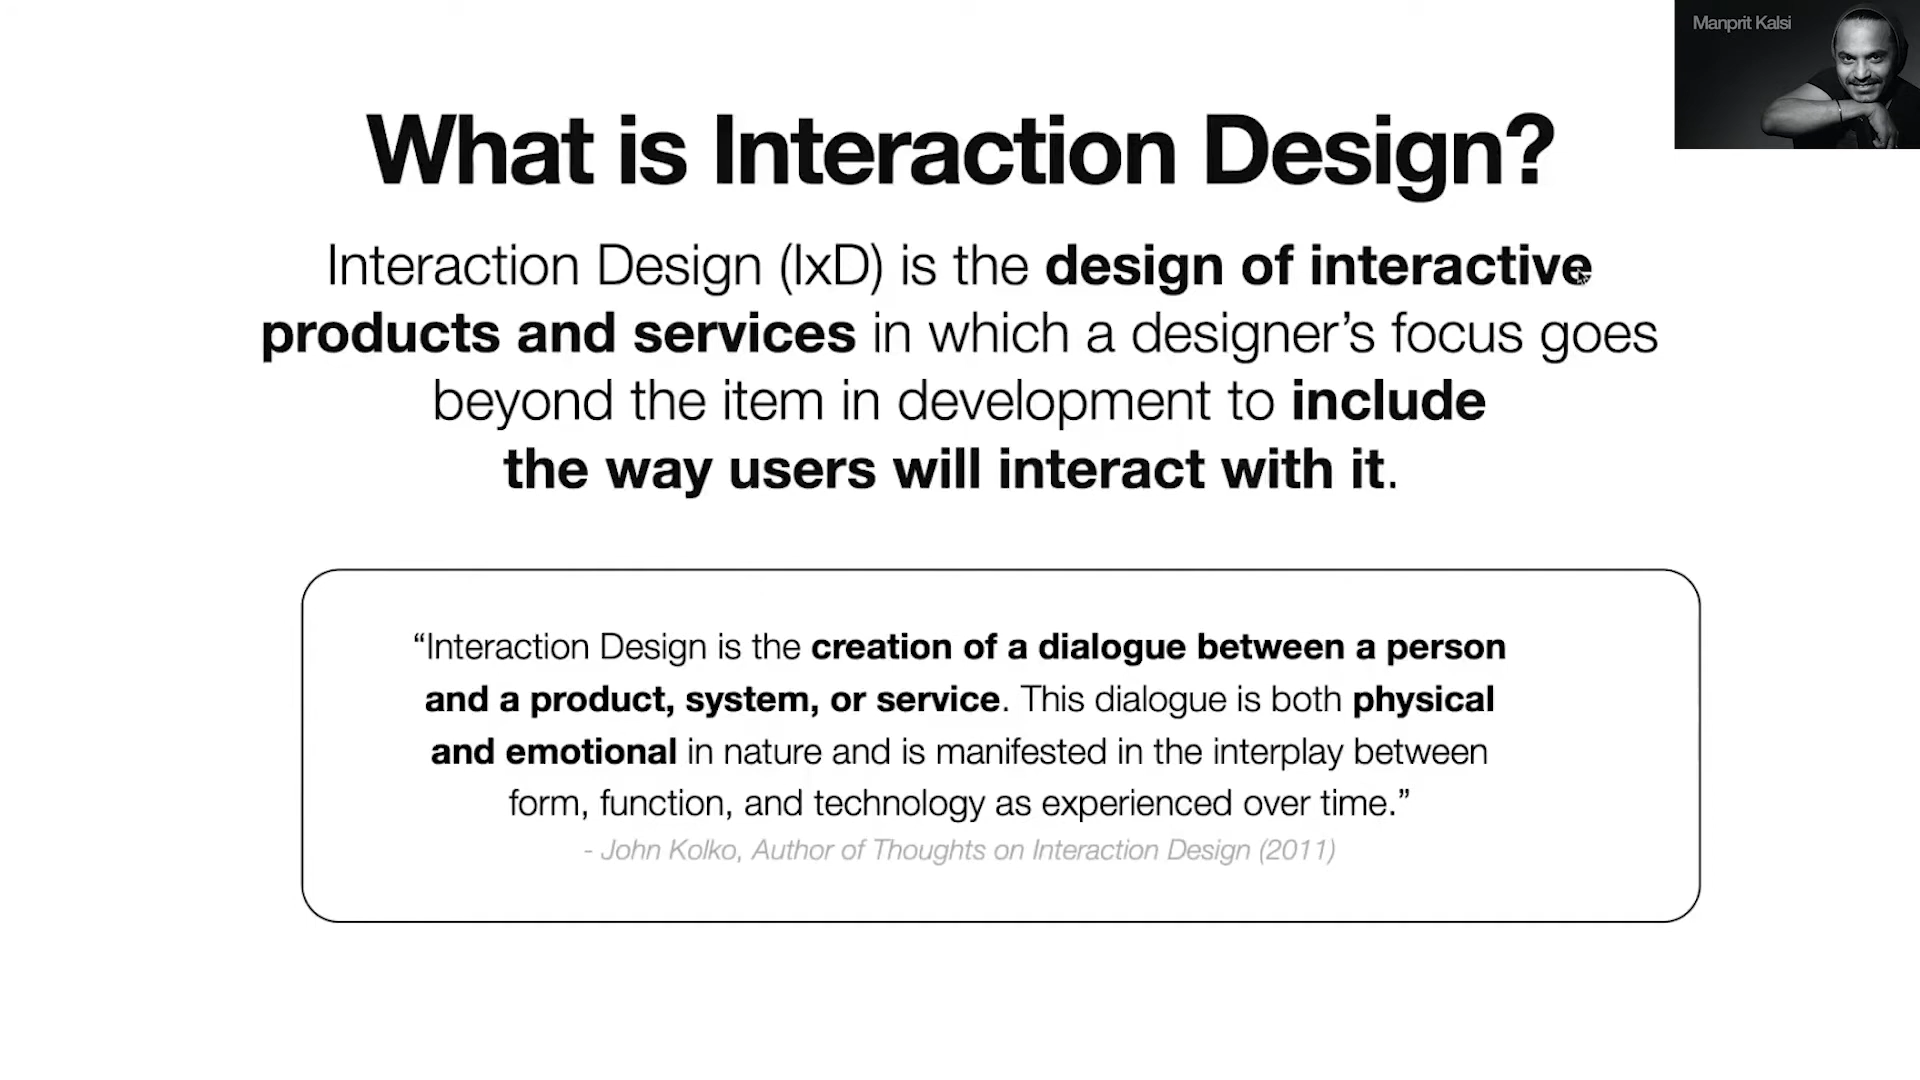 Manprit Kalsi
What is Interaction Design?
Interaction Design (IxD) is the design of interactive
products and services in which a designer’s focus goes
beyond the item in development to include
the way users will interact with it.
“Interaction Design is the creation of a dialogue between a person
and a product, system, or service. This dialogue is both physical
and emotional in nature and is manifested in the interplay between
form, function, and technology as experienced over time.”
- John Kolko, Author of Thoughts on Interaction Design (2011)